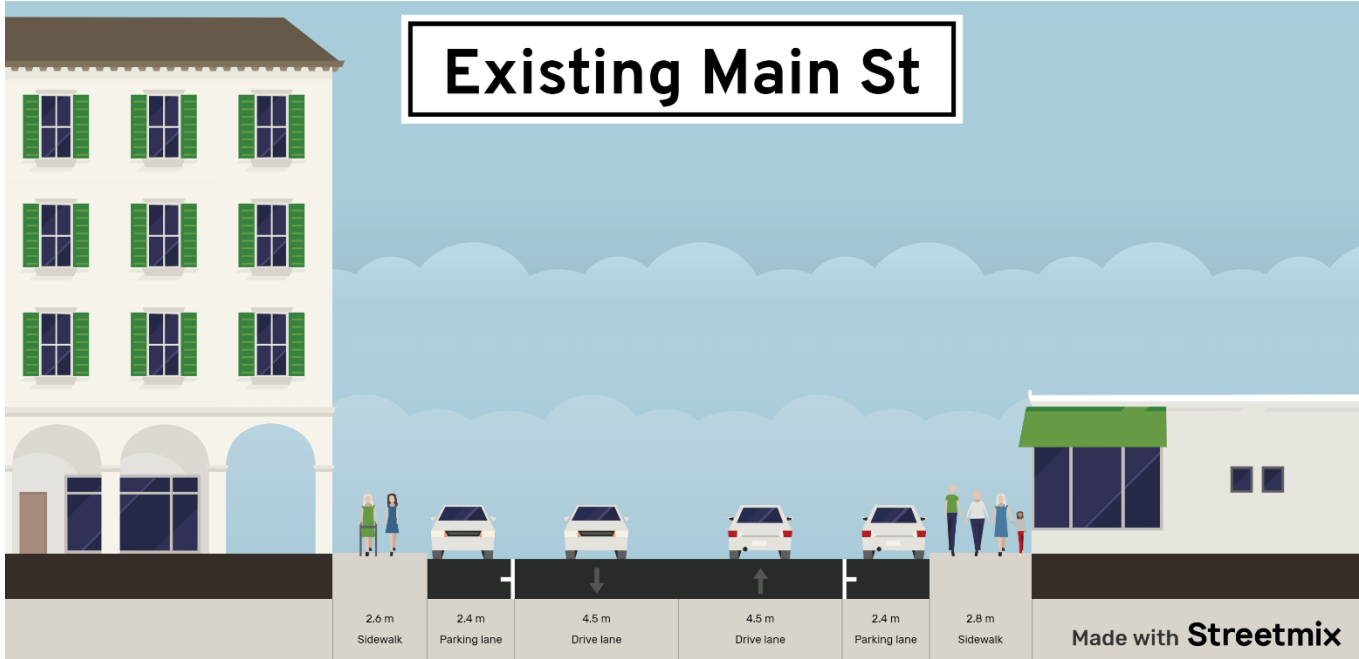 Existing Main St
2.6 m
Sidewalk
2.4 m
Parking lane
4.5 m
Drive lane
4.5 m
Drive lane
2.4 m
Parking lane
2.8 m
Sidewalk
Made with Streetmix